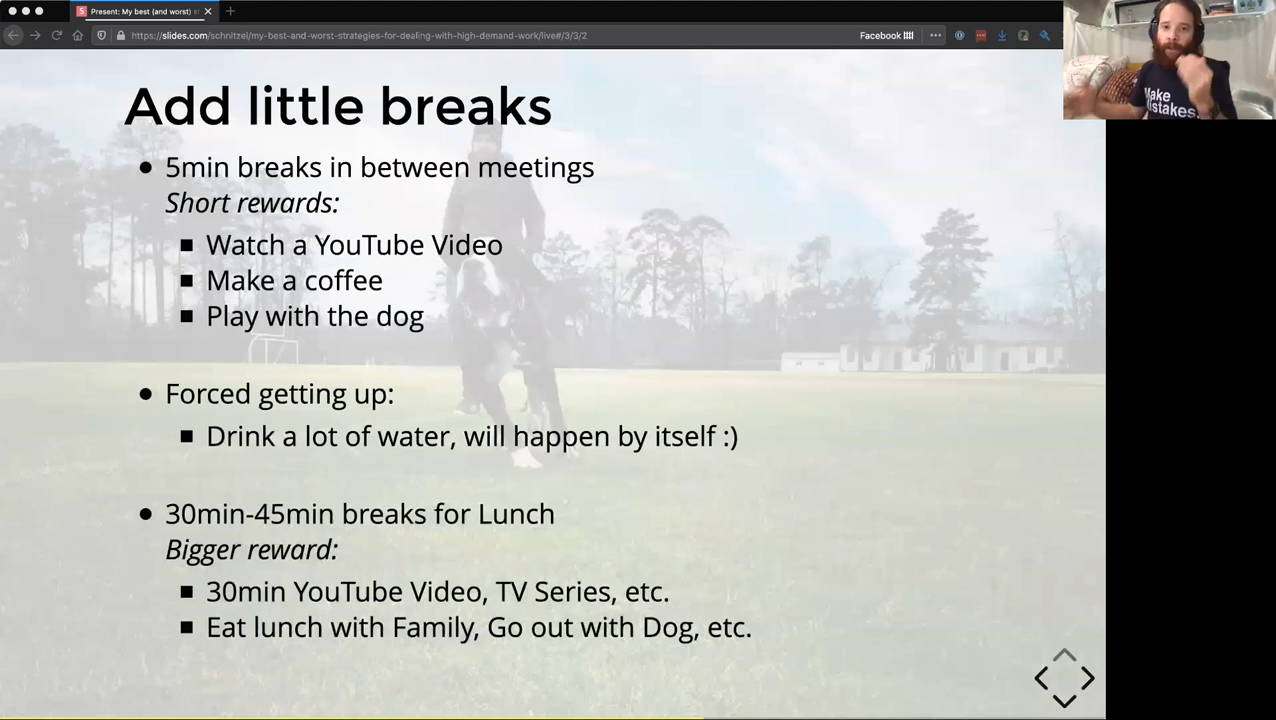 Present: My best (and worst) st
https://slides.com/schnitzel/my-best-and-worst-strategies-for-dealing-with-high-demand-work/live#/3/3/2
Facebook
Make
Mistakes.
Add little breaks
5min breaks in between meetings
Short rewards:
Watch a YouTube Video
Make a coffee
Play with the dog
Forced getting up:
Drink a lot of water, will happen by itself :)
30min-45min breaks for Lunch
Bigger reward:
30min YouTube Video, TV Series, etc.
Eat lunch with Family, Go out with Dog, etc.